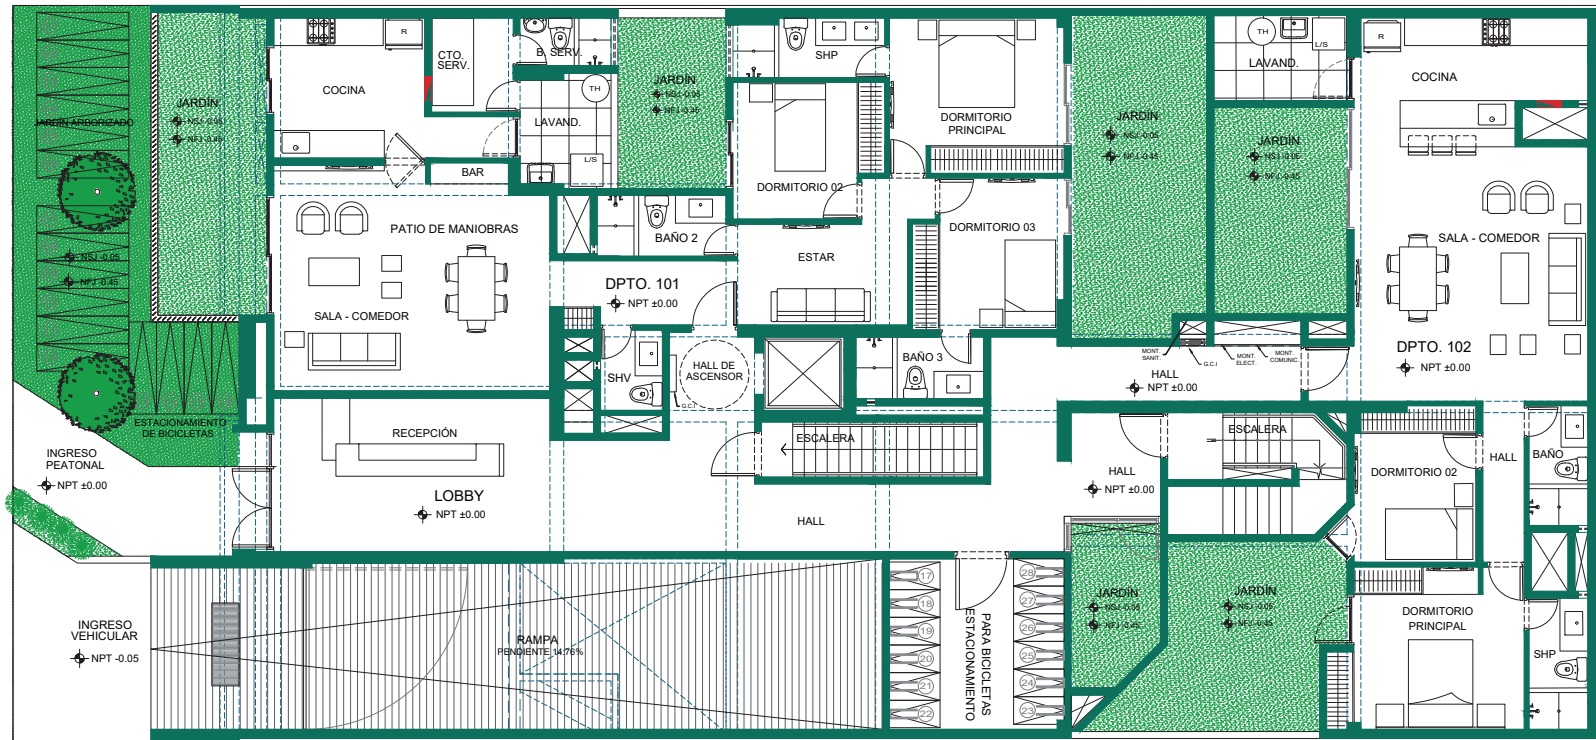 JARDÍN
JARDÍN ARBORIZADO
NSJ -0.05
NFJ -0.45
NSJ -0.05
NFJ -0.45
ESTACIONAMIENTO
DE BICICLETAS
INGRESO
PEATONAL
NPT ±0.00
INGRESO
VEHICULAR
NPT -0.05
COCINA
R
CTO.
SERV.
B. SERV.
TH
LAVAND.
L/S
BAR
JARDÍN
NSJ -0.05
NFJ -0.45
PATIO DE MANIOBRAS
SALA - COMEDOR
SHP
DORMITORIO
PRINCIPAL
DORMITORIO 02
BAÑO 2
ESTAR
DORMITORIO 03
DPTO. 101
NPT ±0.00
SHV
G.C.I
HALL DE
ASCENSOR
BAÑO 3
RECEPCIÓN
LOBBY
NPT ±0.00
ESCALERA
HALL
RAMPA
PENDIENTE 14.76%
17
18
19
20
21
22
PARA BICICLETAS
ESTACIONAMIENTO
28
27
26
25
24
23
JARDÍN
NSJ -0.05
NFJ -0.45
JARDÍN
NSJ -0.05
NFJ -0.45
TH
L/S
LAVAND.
R
COCINA
SALA - COMEDOR
DPTO. 102
NPT ±0.00
MONT.
SANIT.
G.C.I
MONT.
ELECT.
MONT.
COMUNIC.
HALL
NPT ±0.00
HALL
NPT ±0.00
ESCALERA
DORMITORIO 02
HALL
BAÑO
JARDÍN
NSJ -0.05
NFJ -0.45
JARDÍN
NSJ -0.05
NFJ -0.45
DORMITORIO
PRINCIPAL
SHP